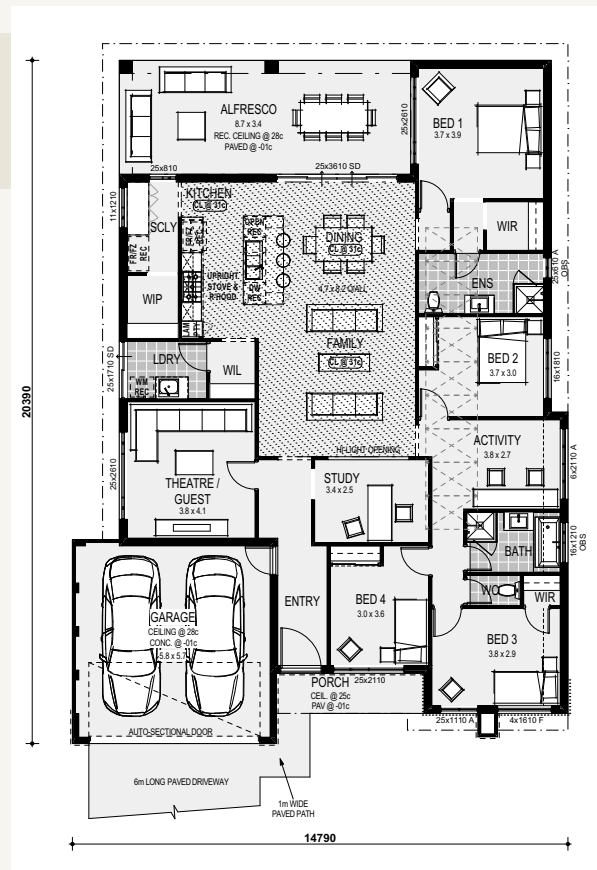 ALFRESCO
8.7 x 3.4
REC. CEILING @ 28c
PAVED @ -01c
25x810
25x3610 SD
25x2610
BED 1
3.7 x 3.9
WIR
KITCHEN
CL @ 31c
11x1210
SCLY
FR/FZ
REC
FR/FZ
REC
OPEN
REC
DINING
CL @ 31c
UPRIGHT
STOVE &
R'HOOD
DW
REC
4.7 x 8.2 O/ALL
WIP
ENS
25x610 A
OBS
FAMILY
CL @ 31c
BED 2
3.7 x 3.0
16x1810
LDRY
WM
REC
WIL
25x1710 SD
HI-LIGHT OPENING
ACTIVITY
3.8 x 2.7
6x2110 A
THEATRE /
GUEST
3.8 x 4.1
25x2610
STUDY
3.4 x 2.5
BATH
16x1210
OBS
WC
WIR
GARAGE
CEILING @ 28c
CONC. @ -01c
5.8 x 5.7
AUTO-SECTIONAL DOOR
ENTRY
BED 4
3.0 x 3.6
25x2110
BED 3
3.8 x 2.9
25x1110 A
4x1610 F
PORCH
CEIL. @ 25c
PAV @ -01c
6m LONG PAVED DRIVEWAY
1m WIDE
PAVED PATH
20390
14790